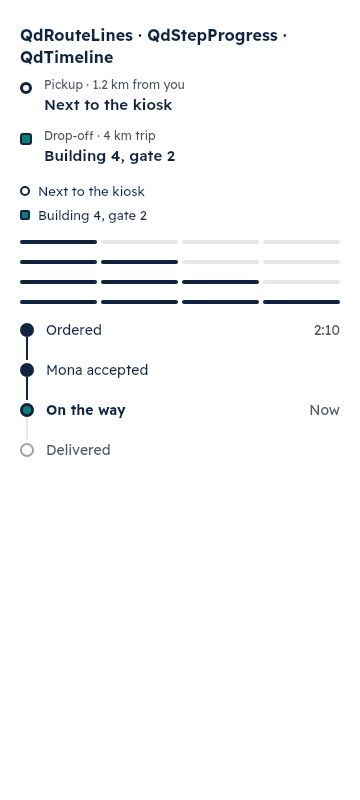 QdRouteLines · QdStepProgress ·
QdTimeline
Pickup · 1.2 km from you
Next to the kiosk
Drop-off · 4 km trip
Building 4, gate 2
Next to the kiosk
Building 4, gate 2
Ordered 2:10
Mona accepted
On the way Now
Delivered